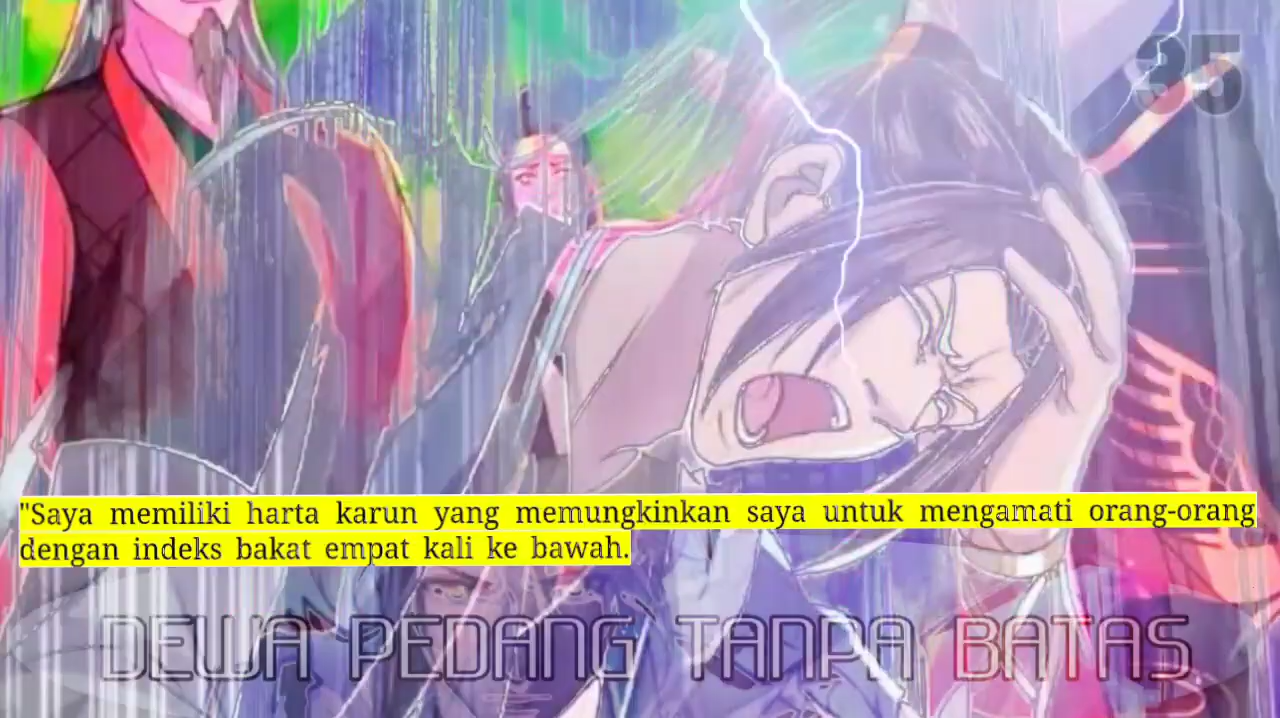 35
"Saya memiliki harta karun yang memungkinkan saya untuk mengamati orang-orang
dengan indeks bakat empat kali ke bawah.
DEWA PEDANG TANPA BATAS